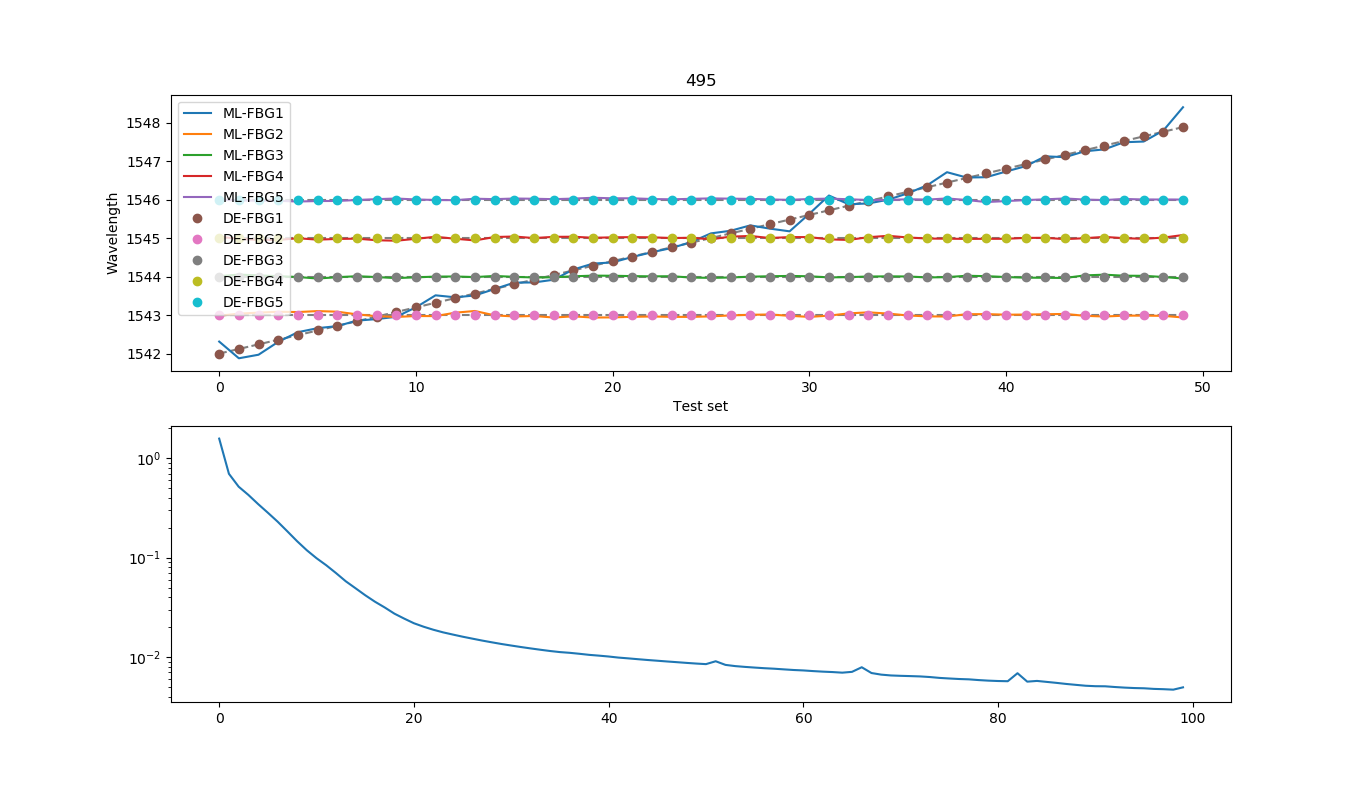 495
Wavelength
1548
1547
1546
1545
1544
1543
1542
ML-FBG1
ML-FBG2
ML-FBG3
ML-FBG4
ML-FBG5
DE-FBG1
DE-FBG2
DE-FBG3
DE-FBG4
DE-FBG5
0 10 20 30 40 50
Test set
10⁰
10⁻¹
10⁻²
0 20 40 60 80 100